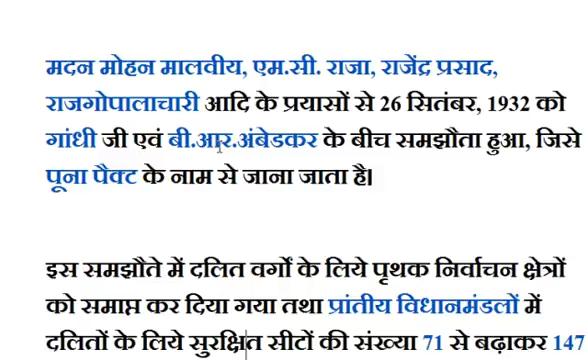 मदन मोहन मालवीय, एम.सी. राजा, राजेंद्र प्रसाद,
राजगोपालाचारी आदि के प्रयासों से 26 सितंबर, 1932 को
गांधी जी एवं बी.आर.अंबेडकर के बीच समझौता हुआ, जिसे
पूना पैक्ट के नाम से जाना जाता है।
इस समझौते में दलित वर्गों के लिये पृथक निर्वाचन क्षेत्रों
को समाप्त कर दिया गया तथा प्रांतीय विधानमंडलों में
दलितों के लिये सुरक्षित सीटों की संख्या 71 से बढ़ाकर 147